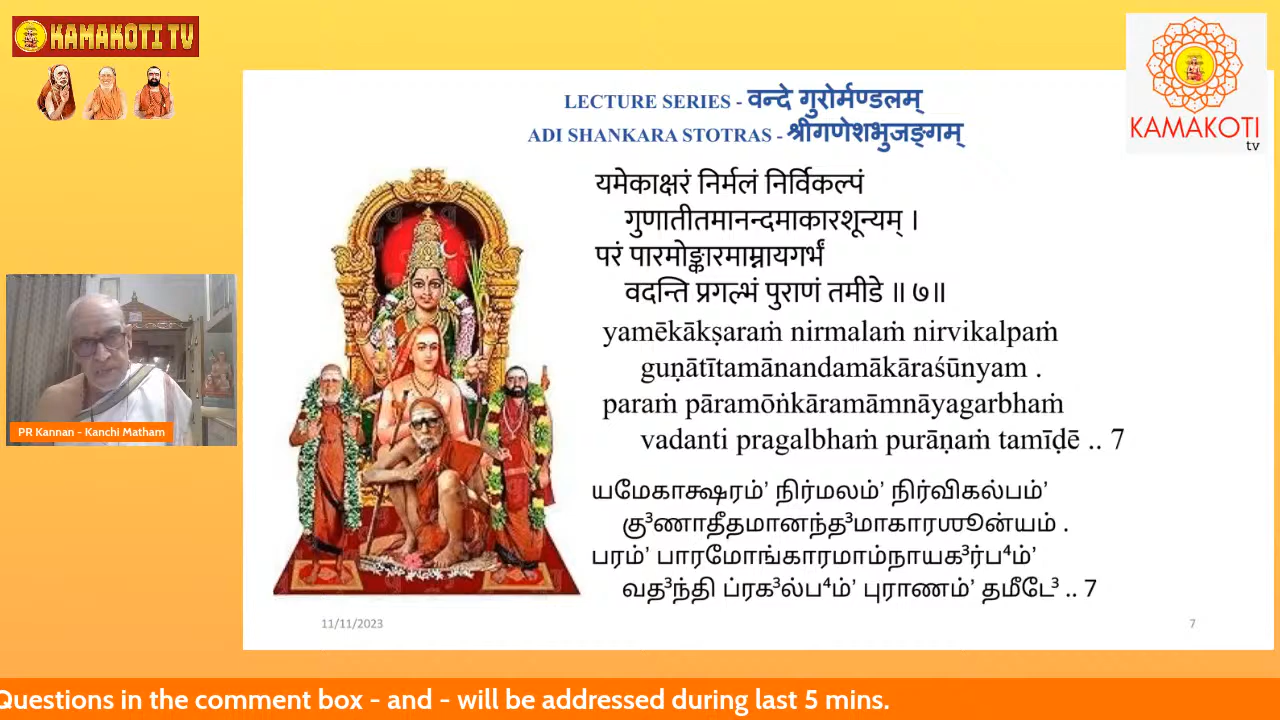 KAMAKOTI TV
KAMAKOTI
tv
LECTURE SERIES - वन्दे गुरोर्मण्डलम्
ADI SHANKARA STOTRAS - श्रीगणेशभुजङ्गम्
यमेकाक्षरं निर्मलं निर्विकल्पं
गुणातीतमानन्दमाकारशून्यम् ।
परं पारमोङ्कारमाम्नायगर्भं
वदन्ति प्रगल्भं पुराणं तमीडे ॥ ७॥
yamēkākṣaraṁ nirmalaṁ nirvikalpaṁ
guṇātītamānandamākāraśūnyam .
paraṁ pāramōṅkāramāmnāyagarbhaṁ
vadanti pragalbhaṁ purāṇaṁ tamīḍē .. 7
யமேகாக்ஷரம்ʼ நிர்மலம்ʼ நிர்விகல்பம்ʼ
கு³ணாதீதமானந்த³மாகாரஶூன்யம் .
பரம்ʼ பாரமோங்காரமாம்நாயக³ர்ப⁴ம்ʼ
வத³ந்தி ப்ரக³ல்ப⁴ம்ʼ புராணம்ʼ தமீடே³ .. 7
PR Kannan - Kanchi Matham
11/11/2023
7
Questions in the comment box - and - will be addressed during last 5 mins.